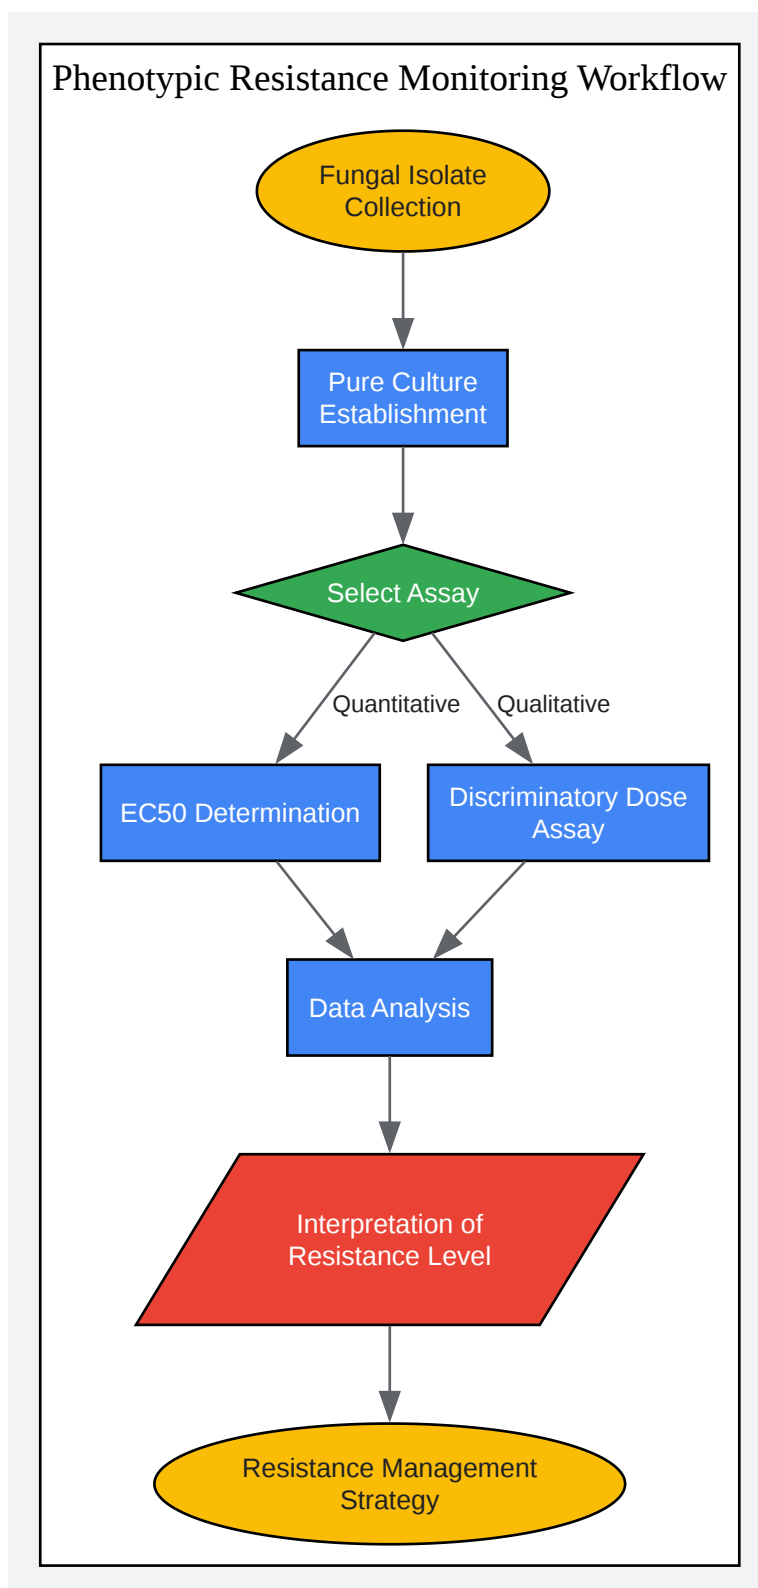 Phenotypic Resistance Monitoring Workflow
Fungal Isolate
Collection
Pure Culture
Establishment
Select Assay
Quantitative
Qualitative
EC50 Determination
Discriminatory Dose
Assay
Data Analysis
Interpretation of
Resistance Level
Resistance Management
Strategy